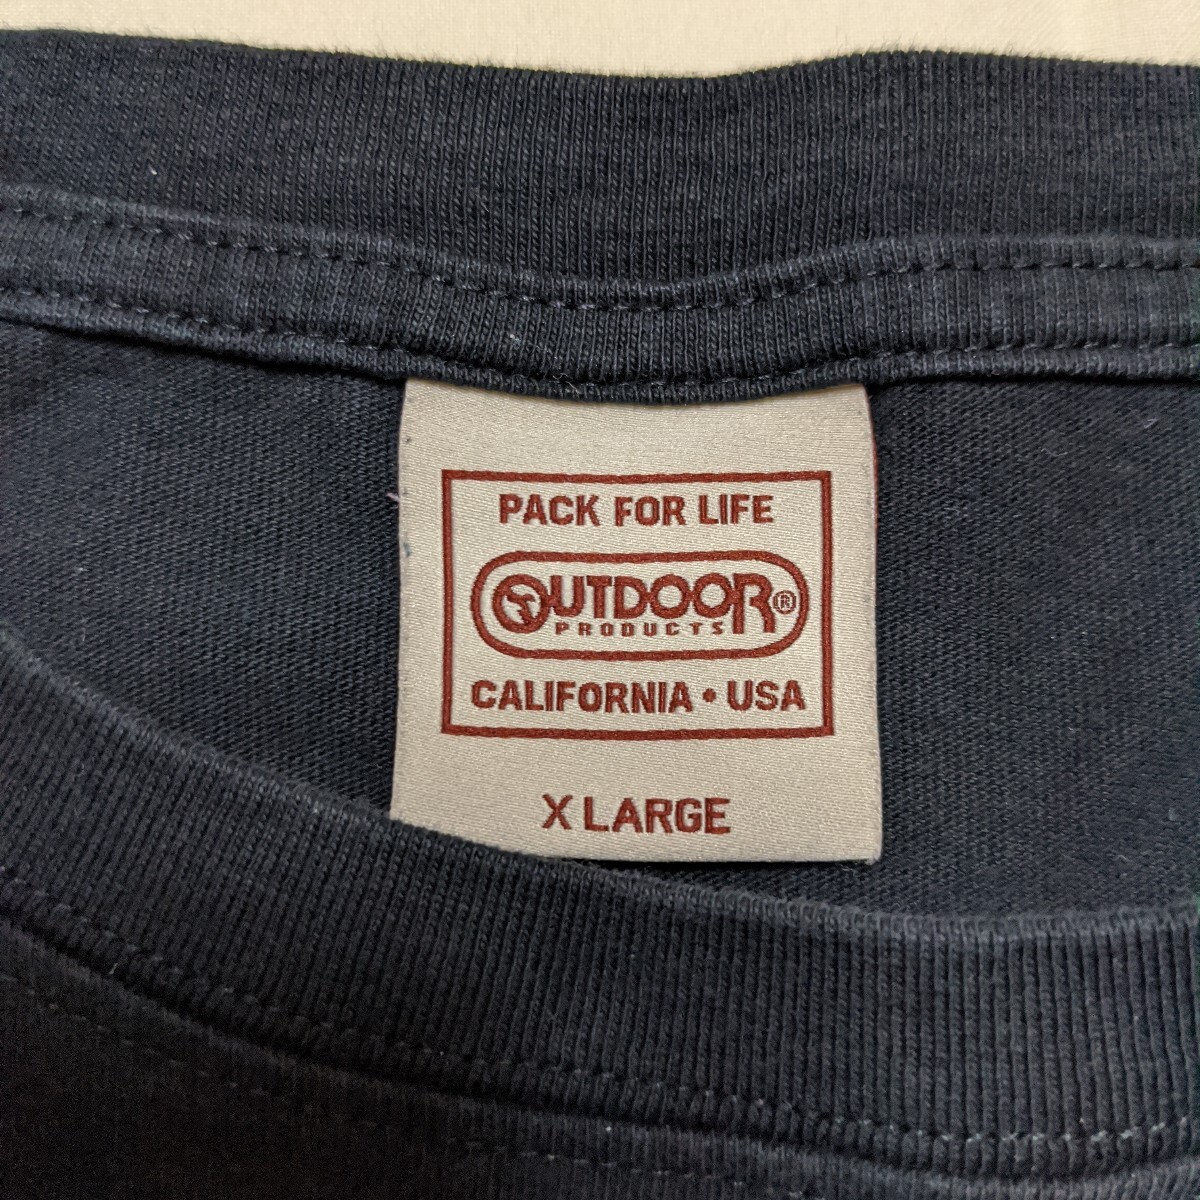 PACK FOR LIFE
OUTDOOR®
PRODUCTS
CALIFORNIA • USA
X LARGE